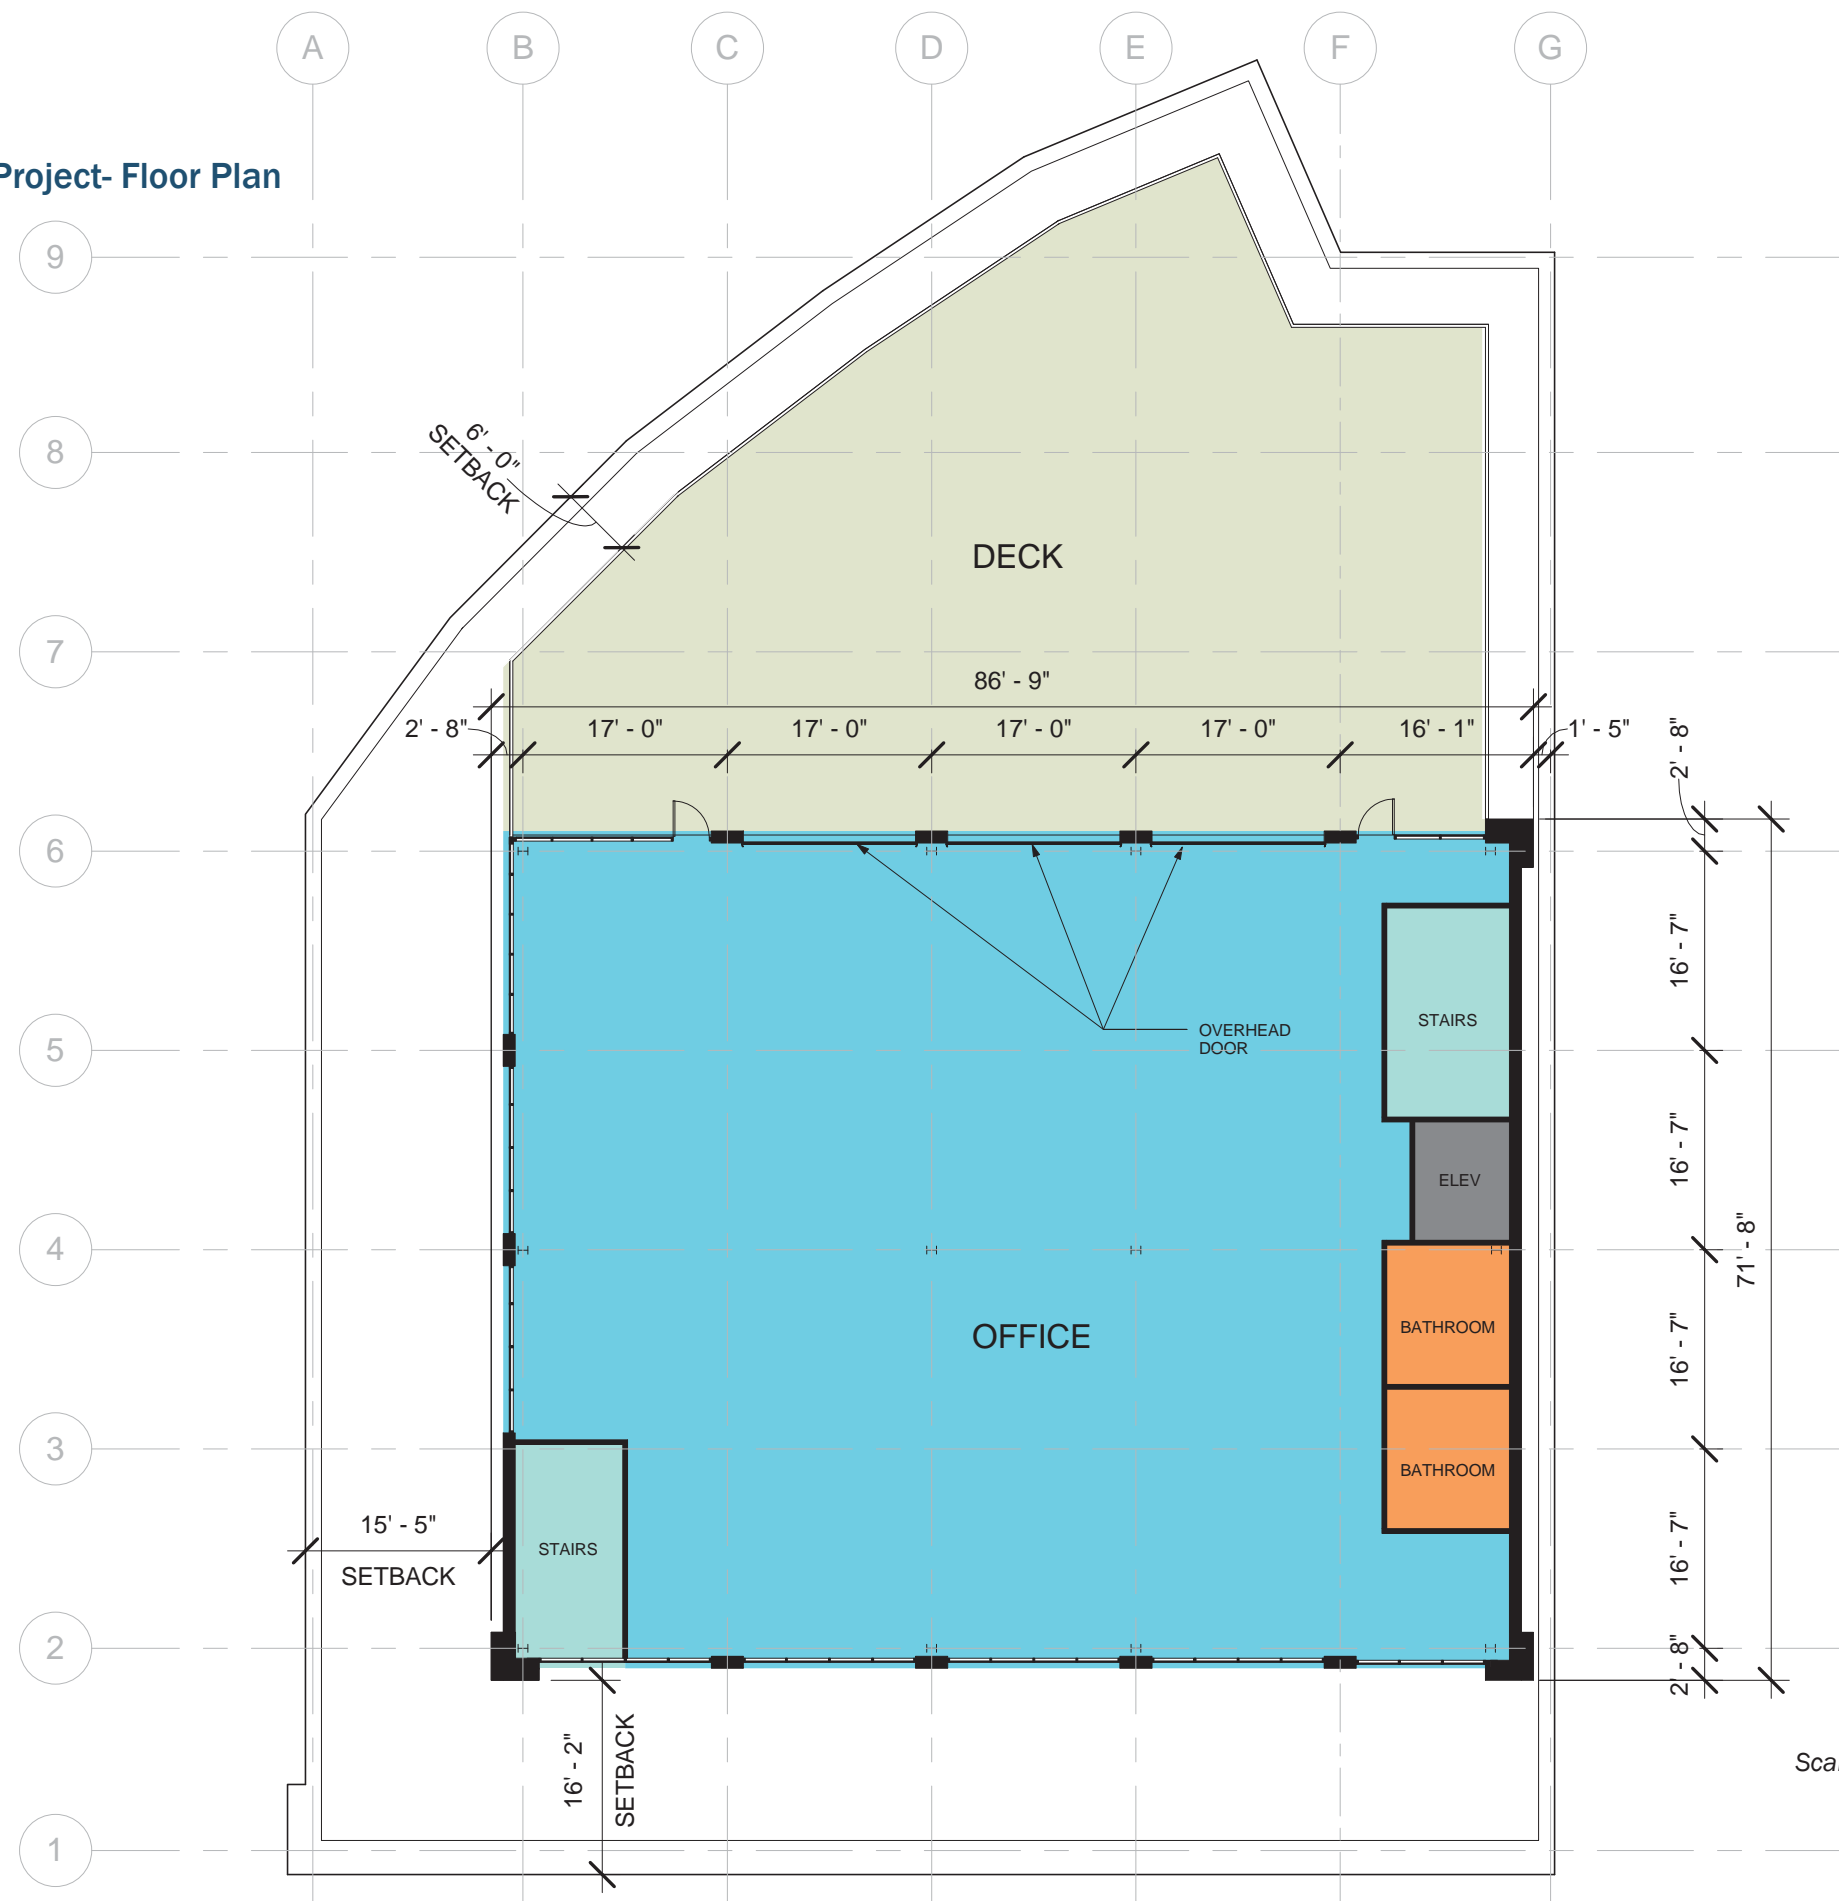 A B C D E F G
Project- Floor Plan
9
8
6' - 0"
SETBACK
DECK
7
86' - 9"
2' - 8" 17' - 0" 17' - 0" 17' - 0" 17' - 0" 16' - 1" 1' - 5"
2' - 8"
6
16' - 7"
STAIRS
OVERHEAD
DOOR
5
16' - 7"
ELEV
4
71' - 8"
BATHROOM
OFFICE
16' - 7"
3
BATHROOM
15' - 5"
SETBACK
STAIRS
16' - 7"
2
2' - 8"
16' - 2"
SETBACK
1